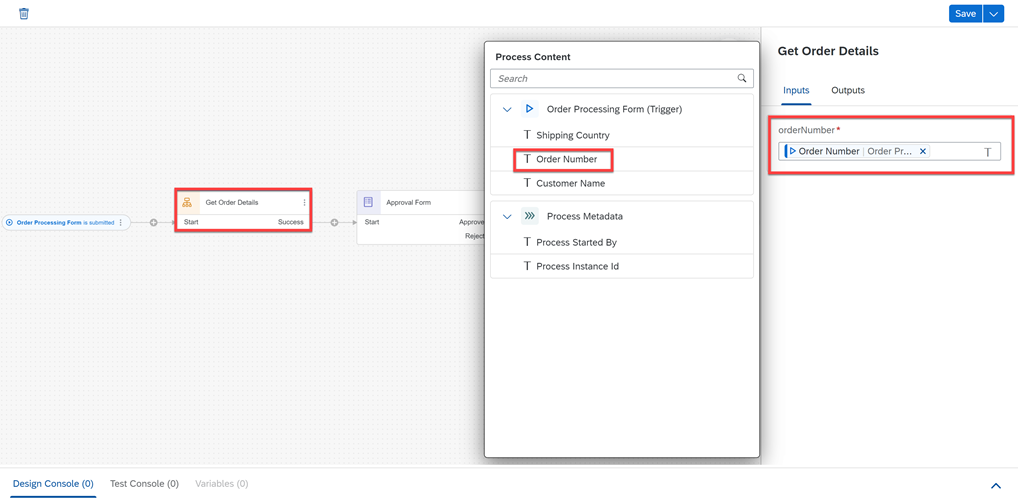 Save
Process Content
Search
Order Processing Form (Trigger)
Shipping Country
Order Number
Customer Name
Process Metadata
Process Started By
Process Instance Id
Get Order Details
Inputs
Outputs
orderNumber*
Order Number | Order Pr...
Order Processing Form is submitted
Get Order Details
Start
Success
Approval Form
Start
Approve
Reject
Design Console (0)
Test Console (0)
Variables (0)